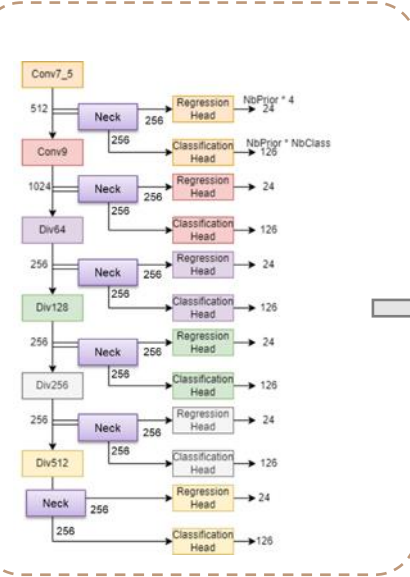 Conv7_5
512
Neck
256
256
Regression
Head
NbPrior * 4
24
Classification
Head
NbPrior * NbClass
126
Conv9
1024
Neck
256
256
Regression
Head
24
Classification
Head
126
Div64
256
Neck
256
256
Regression
Head
24
Classification
Head
126
Div128
256
Neck
256
256
Regression
Head
24
Classification
Head
126
Div256
256
Neck
256
256
Regression
Head
24
Classification
Head
126
Div512
Neck
256
256
Regression
Head
24
Classification
Head
126